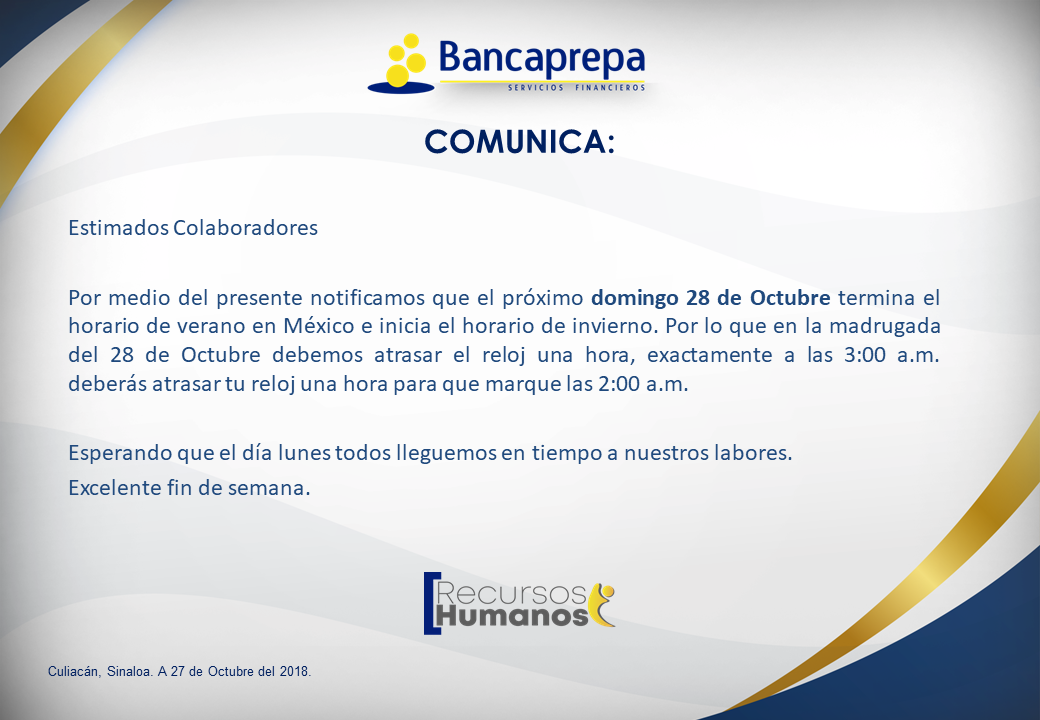 Bancaprepa
SERVICIOS FINANCIEROS
COMUNICA:
Estimados Colaboradores
Por medio del presente notificamos que el próximo domingo 28 de Octubre termina el
horario de verano en México e inicia el horario de invierno. Por lo que en la madrugada
del 28 de Octubre debemos atrasar el reloj una hora, exactamente a las 3:00 a.m.
deberás atrasar tu reloj una hora para que marque las 2:00 a.m.
Esperando que el día lunes todos lleguemos en tiempo a nuestros labores.
Excelente fin de semana.
Recursos
Humanos
Culiacán, Sinaloa. A 27 de Octubre del 2018.